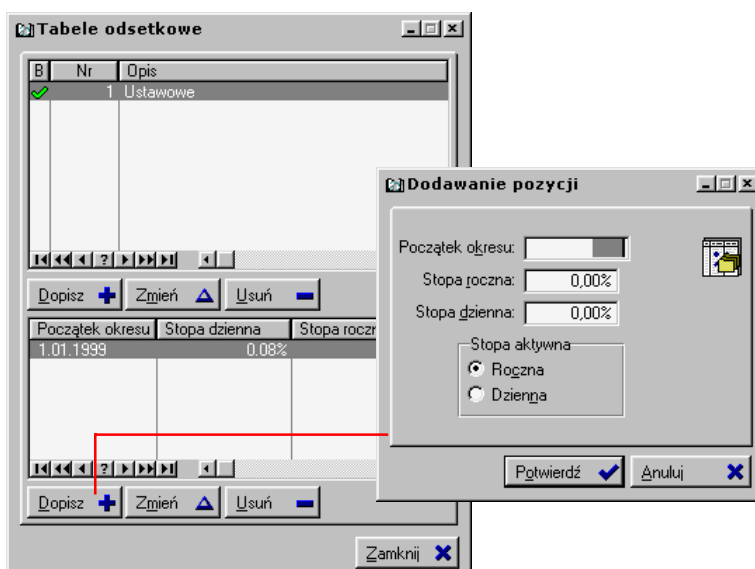 Tabele odsetkowe
B Nr Opis
1 Ustawowe
Dopisz Zmień Usuń
Początek okresu Stopa dzienna Stopa roczn
1.01.1999 0.08%
Dopisz Zmień Usuń
Zamknij
Dodawanie pozycji
Początek okresu:
Stopa roczna: 0,00%
Stopa dzienna: 0,00%
Stopa aktywna
Roczna
Dzienna
Potwierdź Anuluj